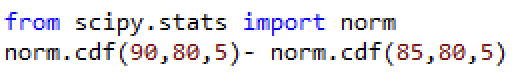 from scipy.stats import norm
norm.cdf(90,80,5)- norm.cdf(85,80,5)